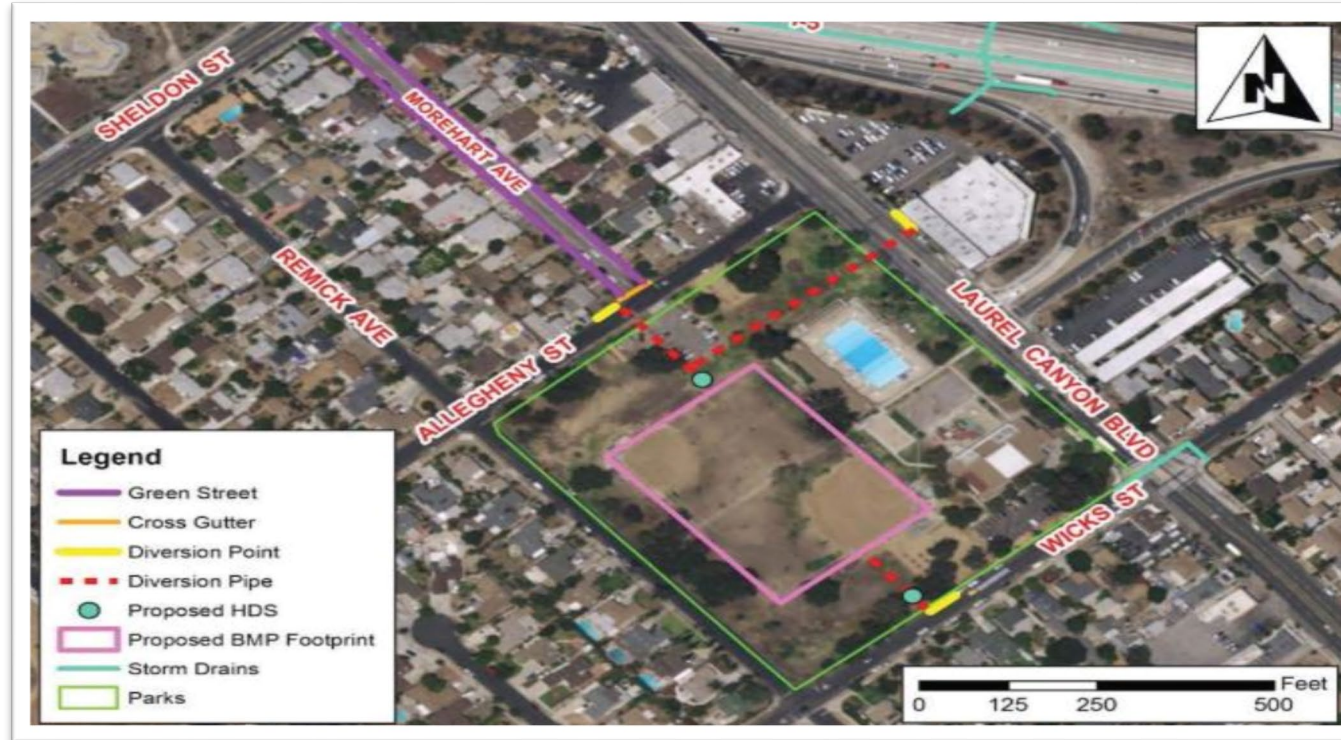 SHELDON ST
MOREHART AVE
N
REMICK AVE
ALLEGHENY ST
LAUREL CANYON BLVD
WICKS ST
Legend
Green Street
Cross Gutter
Diversion Point
Diversion Pipe
Proposed HDS
Proposed BMP Footprint
Storm Drains
Parks
Feet
0 125 250 500